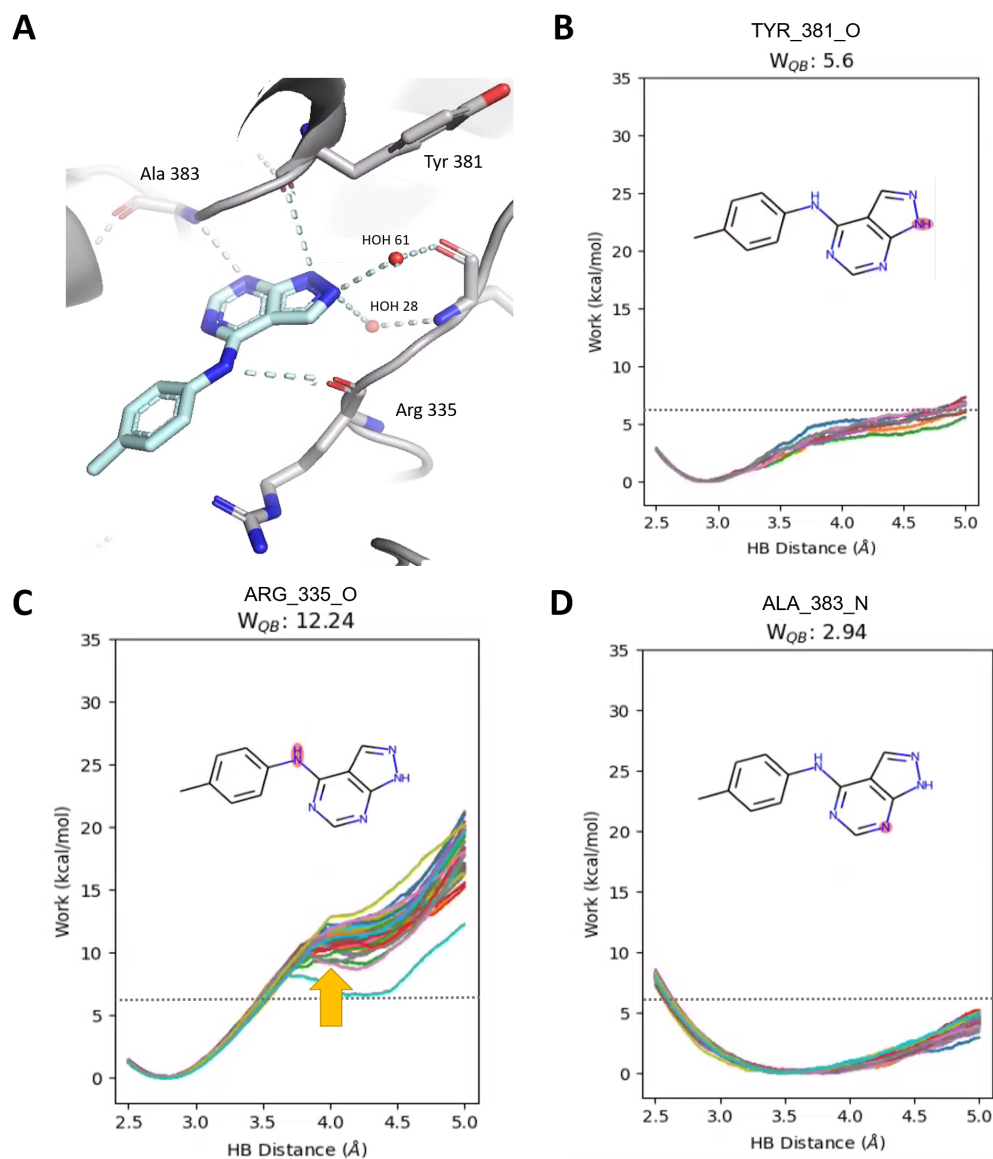 A
Ala 383
Tyr 381
HOH 61
HOH 28
Arg 335
B
TYR_381_O
W_QB: 5.6
35
30
25
20
15
10
5
0
Work (kcal/mol)
H
N
N
NH
N
N
2.5 3.0 3.5 4.0 4.5 5.0
HB Distance (Å)
C
ARG_335_O
W_QB: 12.24
35
30
25
20
15
10
5
0
Work (kcal/mol)
H
N
N
NH
N
N
2.5 3.0 3.5 4.0 4.5 5.0
HB Distance (Å)
D
ALA_383_N
W_QB: 2.94
35
30
25
20
15
10
5
0
Work (kcal/mol)
H
N
N
NH
N
N
2.5 3.0 3.5 4.0 4.5 5.0
HB Distance (Å)